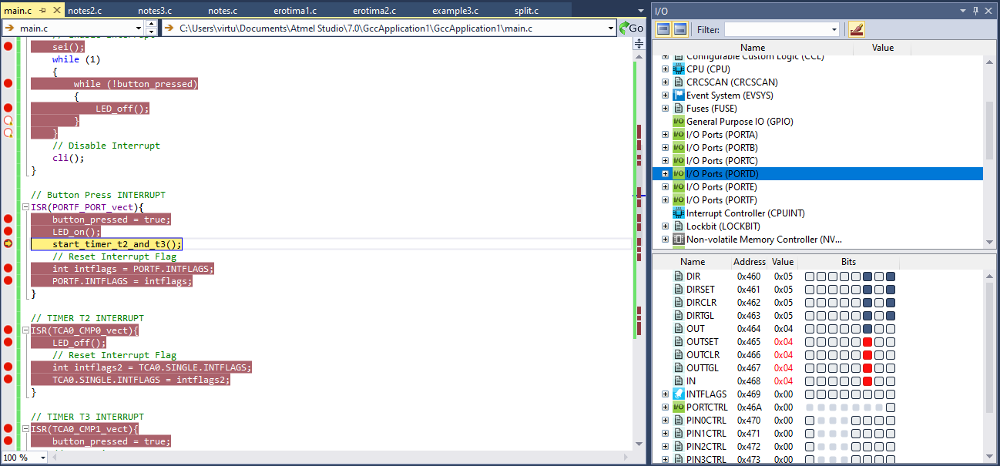 main.c
notes2.c
notes3.c
notes.c
erotima1.c
erotima2.c
example3.c
split.c
main.c
C:\Users\virtu\Documents\Atmel Studio\7.0\GccApplication1\GccApplication1\main.c
Go
// Enable Interrupt
sei();
while (1)
{
while (!button_pressed)
{
LED_off();
}
}
// Disable Interrupt
cli();
}
// Button Press INTERRUPT
ISR(PORTF_PORT_vect){
button_pressed = true;
LED_on();
start_timer_t2_and_t3();
// Reset Interrupt Flag
int intflags = PORTF.INTFLAGS;
PORTF.INTFLAGS = intflags;
}
// TIMER T2 INTERRUPT
ISR(TCA0_CMP0_vect){
LED_off();
// Reset Interrupt Flag
int intflags2 = TCA0.SINGLE.INTFLAGS;
TCA0.SINGLE.INTFLAGS = intflags2;
}
// TIMER T3 INTERRUPT
ISR(TCA0_CMP1_vect){
button_pressed = true;
100 %
I/O
Filter:
Name Value
Configurable Custom Logic (CCL)
CPU (CPU)
CRCSCAN (CRCSCAN)
Event System (EVSYS)
Fuses (FUSE)
I/O General Purpose IO (GPIO)
I/O I/O Ports (PORTA)
I/O I/O Ports (PORTB)
I/O I/O Ports (PORTC)
I/O I/O Ports (PORTD)
I/O I/O Ports (PORTE)
I/O I/O Ports (PORTF)
Interrupt Controller (CPUINT)
Lockbit (LOCKBIT)
Non-volatile Memory Controller (NV...
Name Address Value Bits
DIR 0x460 0x05
DIRSET 0x461 0x05
DIRCLR 0x462 0x05
DIRTGL 0x463 0x05
OUT 0x464 0x04
OUTSET 0x465 0x04
OUTCLR 0x466 0x04
OUTTGL 0x467 0x04
IN 0x468 0x04
INTFLAGS 0x469 0x00
I/O PORTCTRL 0x46A 0x00
PIN0CTRL 0x470 0x00
PIN1CTRL 0x471 0x00
PIN2CTRL 0x472 0x00
PIN3CTRL 0x473 0x00